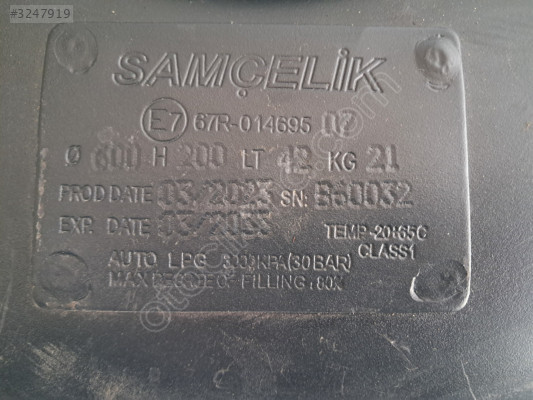 #3247919
SAMÇELİK
E7 67R-014695 07
Ø 600 H 200 LT 42 KG 21
PROD DATE 03/2023 SN: B60032
EXP. DATE 03/2033
TEMP-20+65C
CLASS1
AUTO LPG 3000KPA(30BAR)
MAX DEGREE FILLING :80%